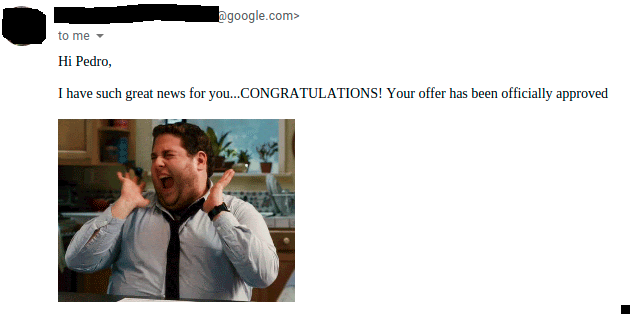 @google.com>
to me
Hi Pedro,
I have such great news for you...CONGRATULATIONS! Your offer has been officially approved